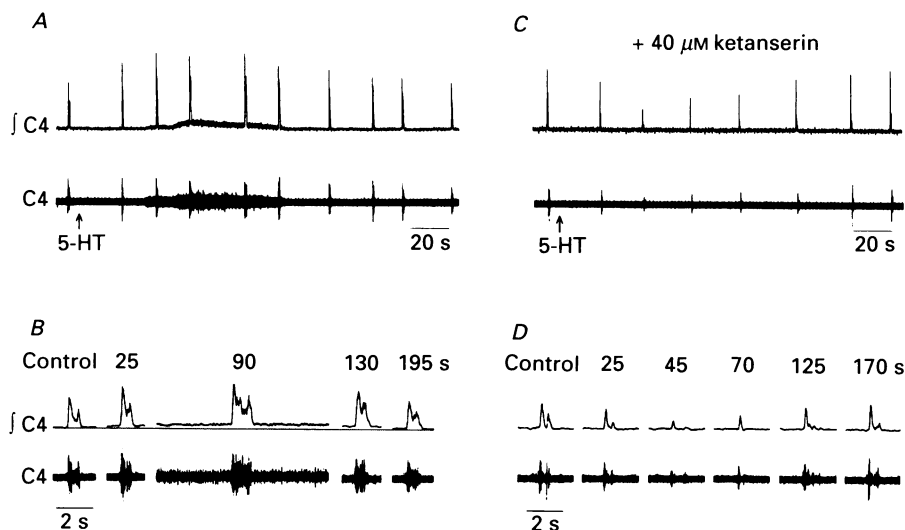 A
∫ C4
C4
5-HT
20 s
C
+ 40 μM ketanserin
5-HT
20 s
B
Control 25 90 130 195 s
∫ C4
C4
2 s
D
Control 25 45 70 125 170 s
2 s